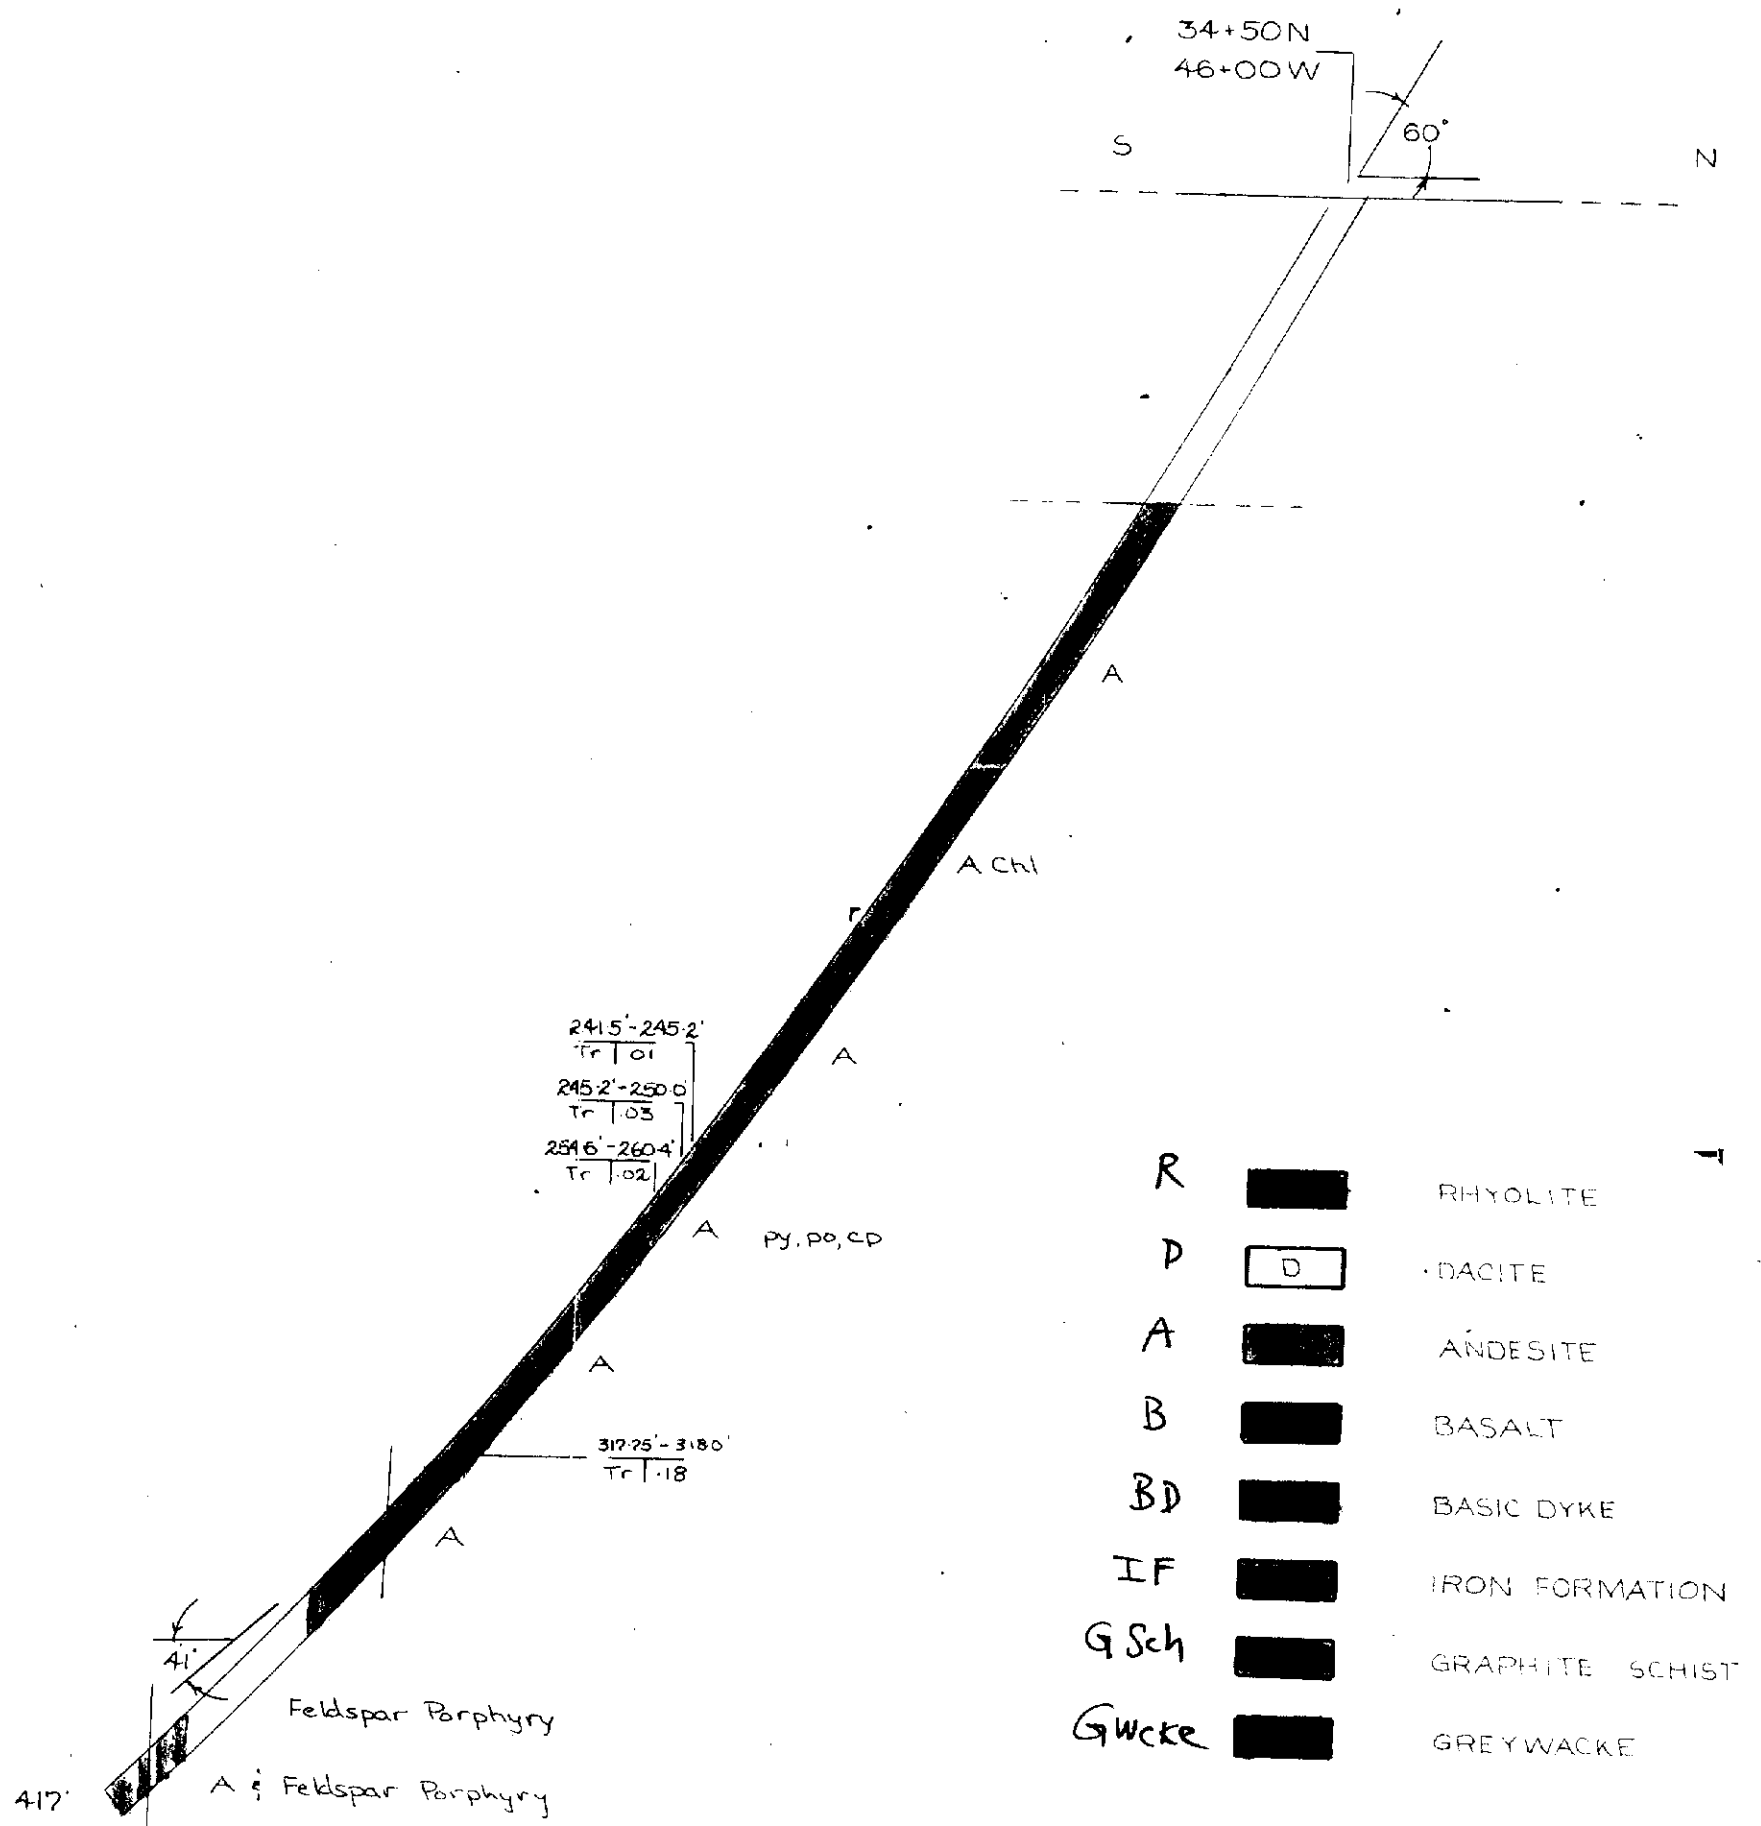 34+50N
46+00W
60°
S
N
A
A Chl
r
241.5'-245.2'
Tr | .01
A
245.2'-250.0'
Tr | .03
254.6'-260.4'
Tr | .02
A py, po, cp
A
317.75'-318.0'
Tr | .18
A
41°
Feldspar Porphyry
A & Feldspar Porphyry
417'
R RHYOLITE
D D DACITE
A ANDESITE
B BASALT
BD BASIC DYKE
IF IRON FORMATION
G Sch GRAPHITE SCHIST
Gwcke GREYWACKE